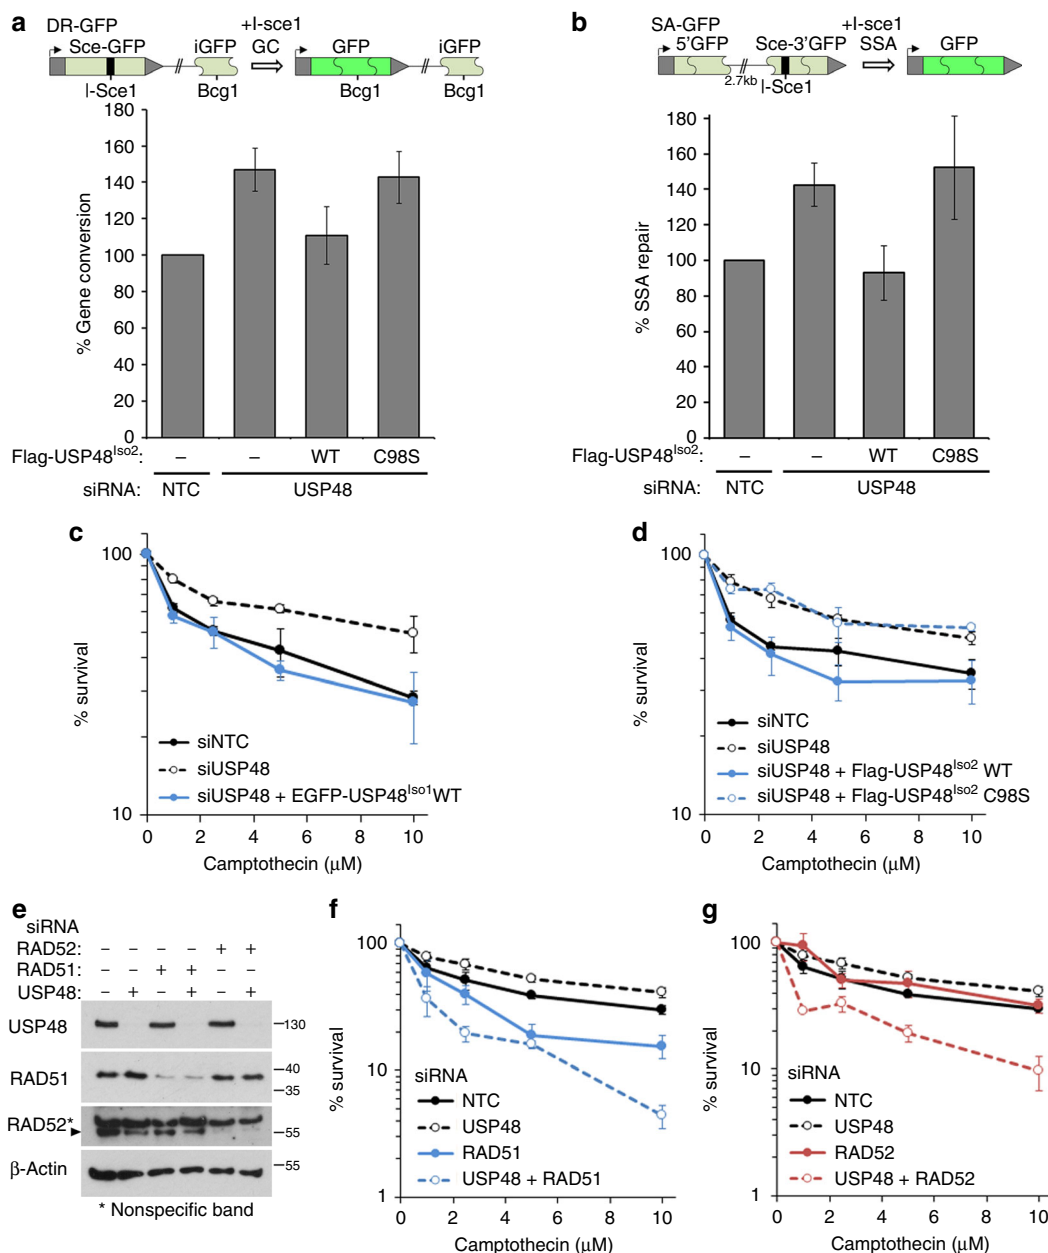 a
DR-GFP
Sce-GFP
iGFP
+I-sce1
GC
GFP
iGFP
I-Sce1
Bcg1
Bcg1
Bcg1
% Gene conversion
180
160
140
120
100
80
60
40
20
0
Flag-USP48Iso2:
–
–
WT
C98S
siRNA:
NTC
USP48
b
SA-GFP
5'GFP
Sce-3'GFP
+I-sce1
SSA
GFP
2.7kb
I-Sce1
% SSA repair
180
160
140
120
100
80
60
40
20
0
Flag-USP48Iso2:
–
–
WT
C98S
siRNA:
NTC
USP48
c
% survival
100
10
siNTC
siUSP48
siUSP48 + EGFP-USP48Iso1WT
0 2 4 6 8 10
Camptothecin (μM)
d
% survival
100
10
siNTC
siUSP48
siUSP48 + Flag-USP48Iso2 WT
siUSP48 + Flag-USP48Iso2 C98S
0 2 4 6 8 10
Camptothecin (μM)
e
siRNA
RAD52: – – – – + +
RAD51: – – + + – –
USP48: – + – + – +
USP48
130
RAD51
40
35
RAD52*
55
β-Actin
55
* Nonspecific band
f
% survival
100
10
1
siRNA
NTC
USP48
RAD51
USP48 + RAD51
0 2 4 6 8 10
Camptothecin (μM)
g
% survival
100
10
1
siRNA
NTC
USP48
RAD52
USP48 + RAD52
0 2 4 6 8 10
Camptothecin (μM)